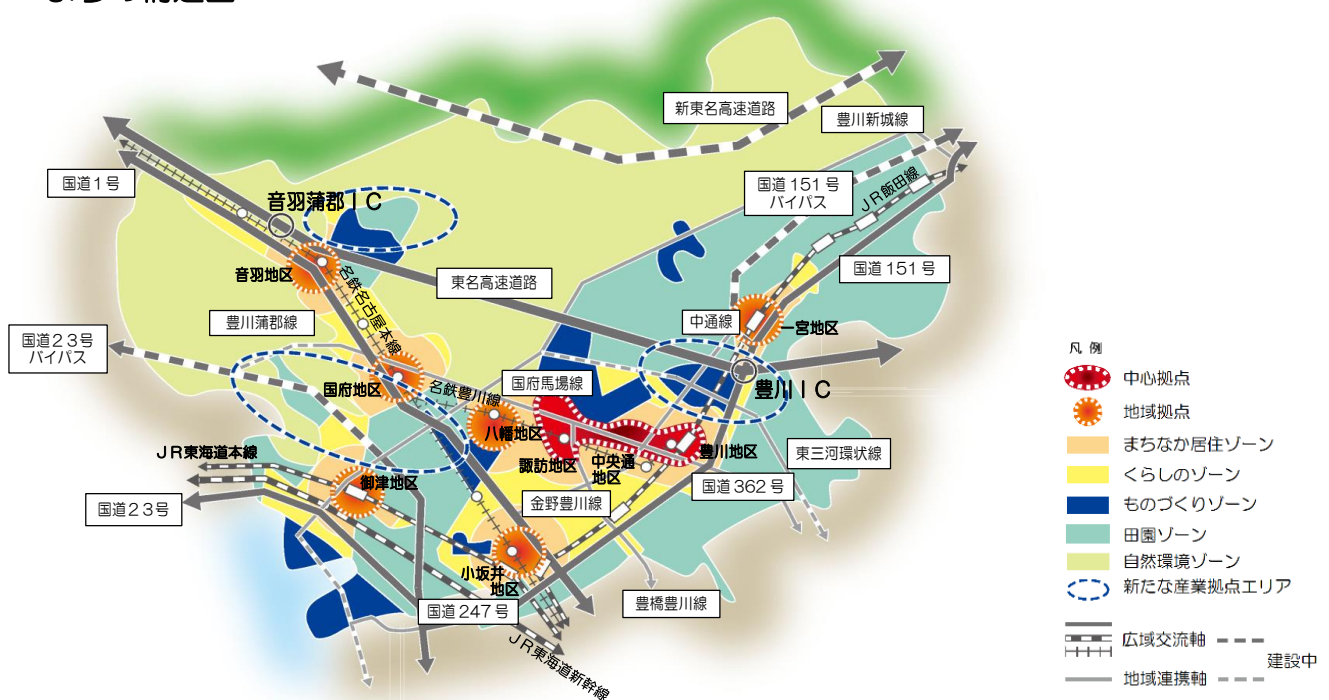 新東名高速道路
豊川新城線
国道1号
国道151号
バイパス
JR飯田線
音羽蒲郡IC
国道151号
音羽地区
名鉄名古屋本線
東名高速道路
豊川蒲郡線
中通線
一宮地区
国道23号
バイパス
国府地区
名鉄豊川線
国府馬場線
豊川IC
八幡地区
諏訪地区
中央通
地区
豊川地区
東三河環状線
JR東海道本線
御津地区
国道362号
国道23号
金野豊川線
小坂井
地区
国道247号
豊橋豊川線
JR東海道新幹線
凡例
中心拠点
地域拠点
まちなか居住ゾーン
くらしのゾーン
ものづくりゾーン
田園ゾーン
自然環境ゾーン
新たな産業拠点エリア
広域交流軸
建設中
地域連携軸